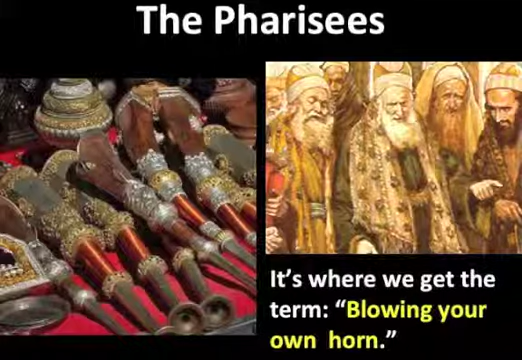 The Pharisees
It's where we get the
term: "Blowing your
own horn."